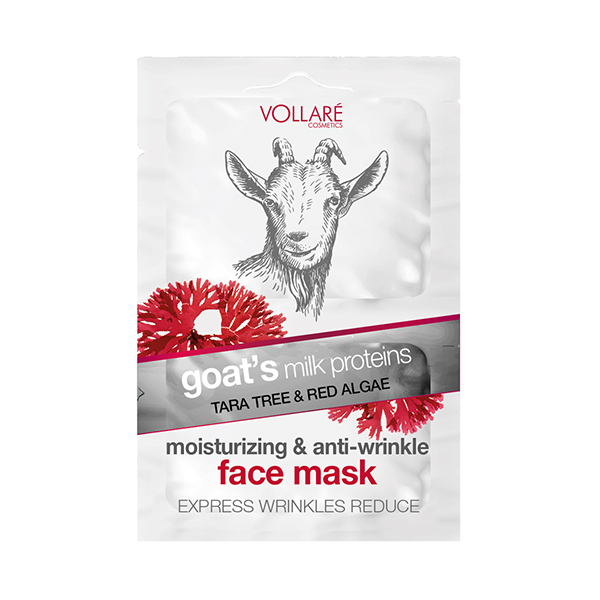 VOLLARÉ
COSMETICS
goat's milk proteins
TARA TREE & RED ALGAE
moisturizing & anti-wrinkle
face mask
EXPRESS WRINKLES REDUCE